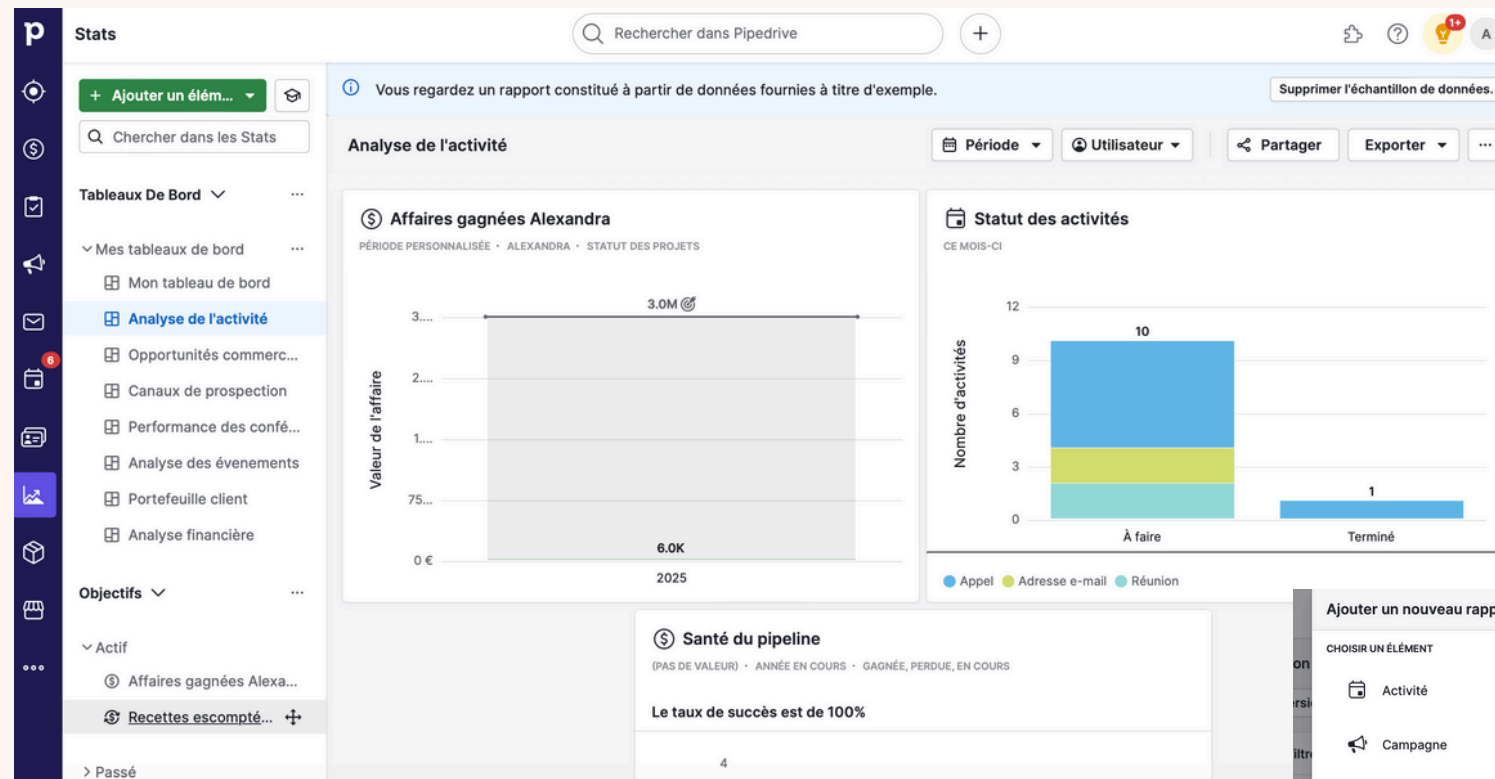 p
Stats
Rechercher dans Pipedrive
1+
A
+ Ajouter un élém...
Chercher dans les Stats
Tableaux De Bord
...
Mes tableaux de bord
...
Mon tableau de bord
Analyse de l'activité
Opportunités commerc...
Canaux de prospection
Performance des confé...
Analyse des évenements
Portefeuille client
Analyse financière
6
Objectifs
...
Actif
Affaires gagnées Alexa...
Recettes escompté...
Passé
Vous regardez un rapport constitué à partir de données fournies à titre d'exemple.
Supprimer l'échantillon de données.
Analyse de l'activité
Période
Utilisateur
Partager
Exporter
...
Affaires gagnées Alexandra
PÉRIODE PERSONNALISÉE • ALEXANDRA • STATUT DES PROJETS
Valeur de l'affaire
3....
2....
1....
75...
0 €
3.0M
6.0K
2025
Statut des activités
CE MOIS-CI
Nombre d'activités
12
9
6
3
0
10
1
À faire
Terminé
Appel
Adresse e-mail
Réunion
Santé du pipeline
(PAS DE VALEUR) • ANNÉE EN COURS • GAGNÉE, PERDUE, EN COURS
Le taux de succès est de 100%
4
Ajouter un nouveau rapp
CHOISIR UN ÉLÉMENT
Activité
Campagne